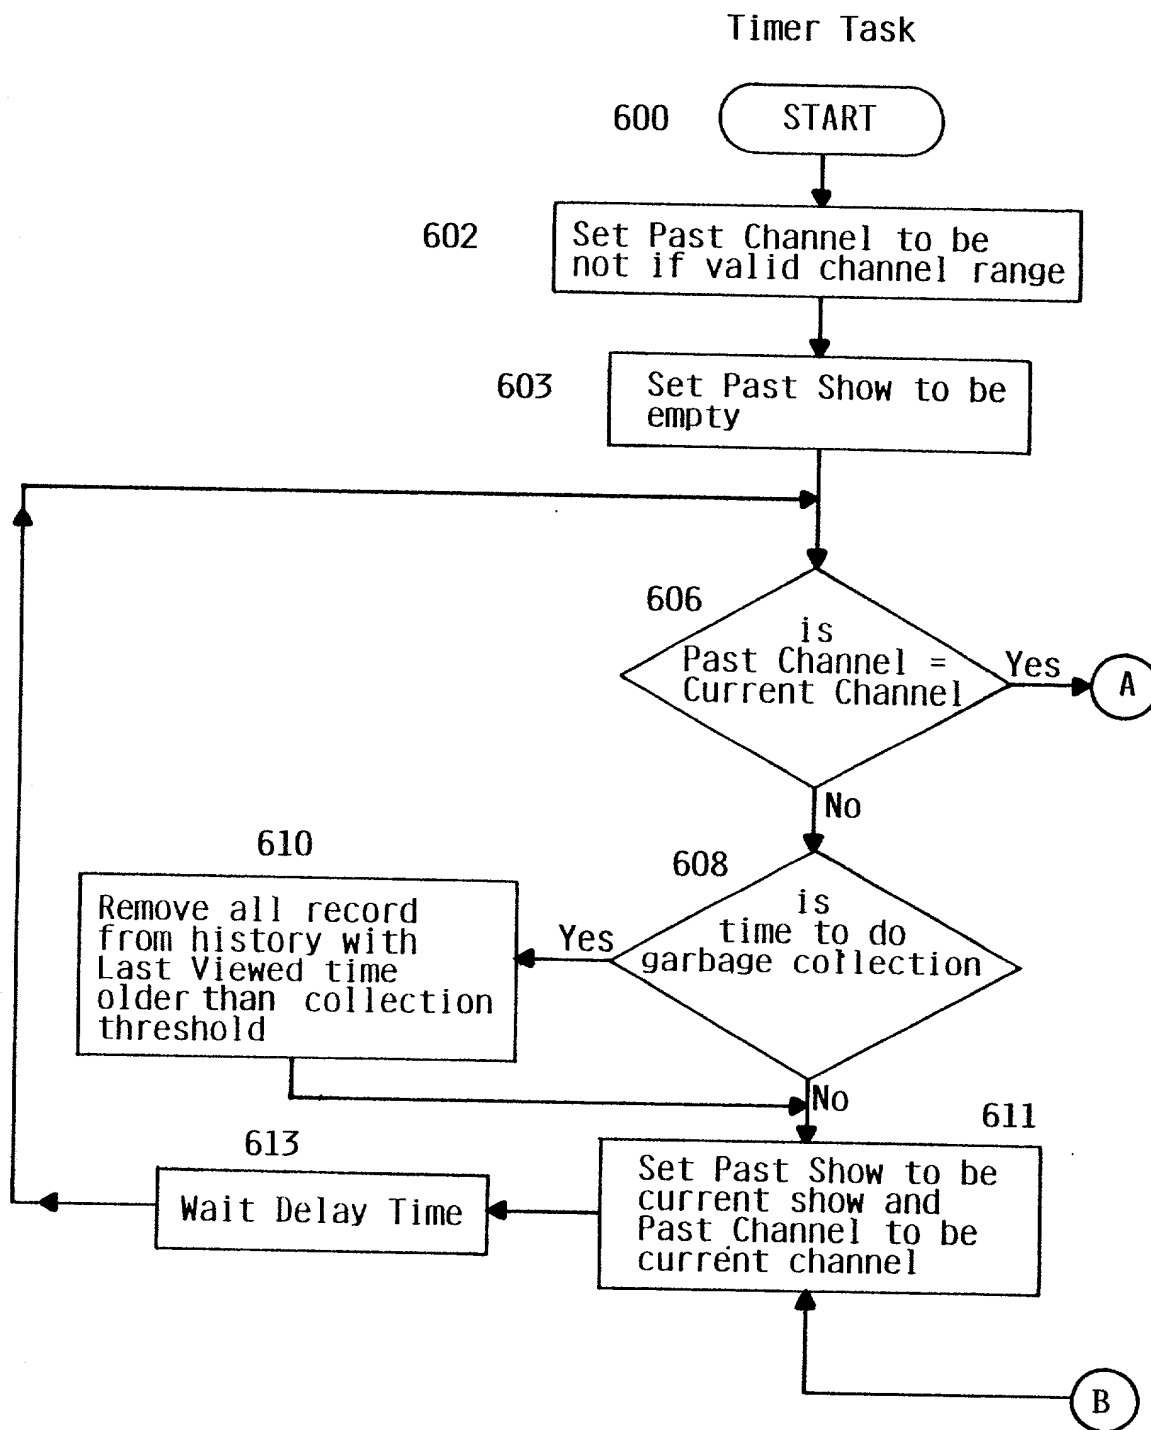 Timer Task
600
START
602
Set Past Channel to be
not if valid channel range
603
Set Past Show to be
empty
606
is
Past Channel =
Current Channel
Yes
A
No
608
is
time to do
garbage collection
Yes
610
Remove all record
from history with
Last Viewed time
older than collection
threshold
No
611
Set Past Show to be
current show and
Past Channel to be
current channel
613
Wait Delay Time
B